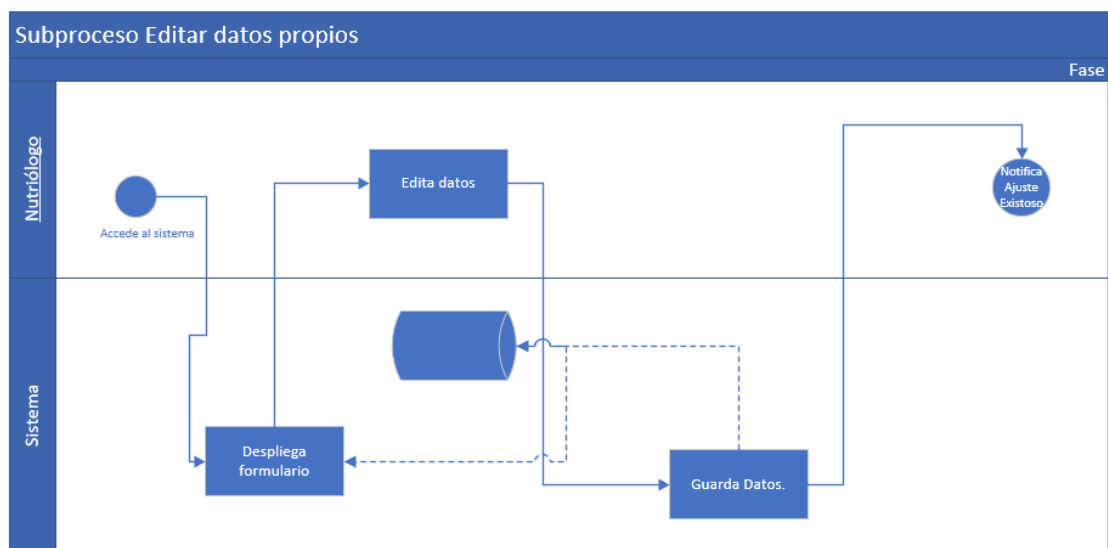 Subproceso Editar datos propios
Fase
Nutriólogo
Accede al sistema
Edita datos
Notifica
Ajuste
Existoso
Sistema
Despliega
formulario
Guarda Datos.